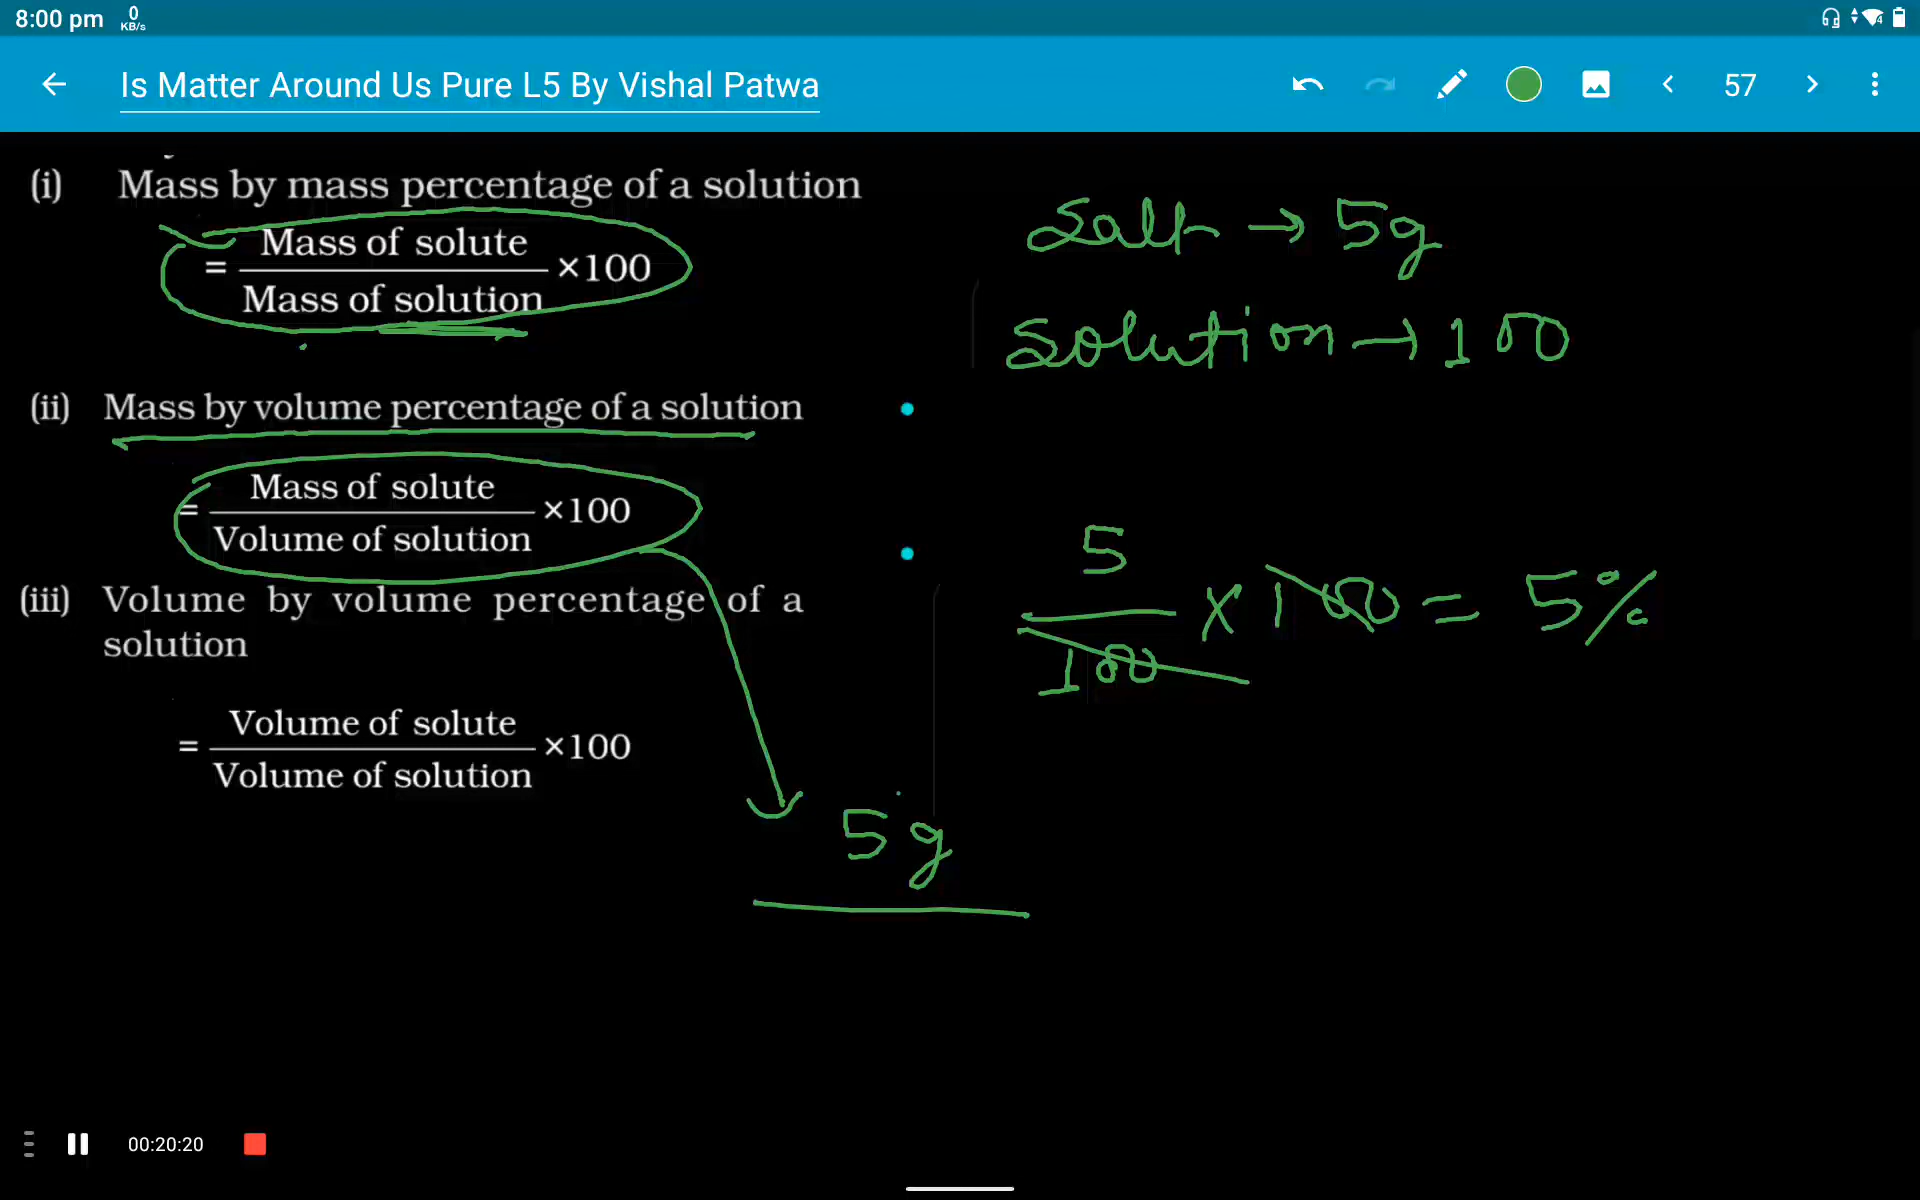 8:00 pm 0 KB/s
Is Matter Around Us Pure L5 By Vishal Patwa 57
(i) Mass by mass percentage of a solution
= Mass of solute
Mass of solution ×100
(ii) Mass by volume percentage of a solution
= Mass of solute
Volume of solution ×100
(iii) Volume by volume percentage of a
solution
= Volume of solute
Volume of solution ×100
Salt → 5g
Solution → 100
5
100 × 100 = 5%
5g
00:20:20